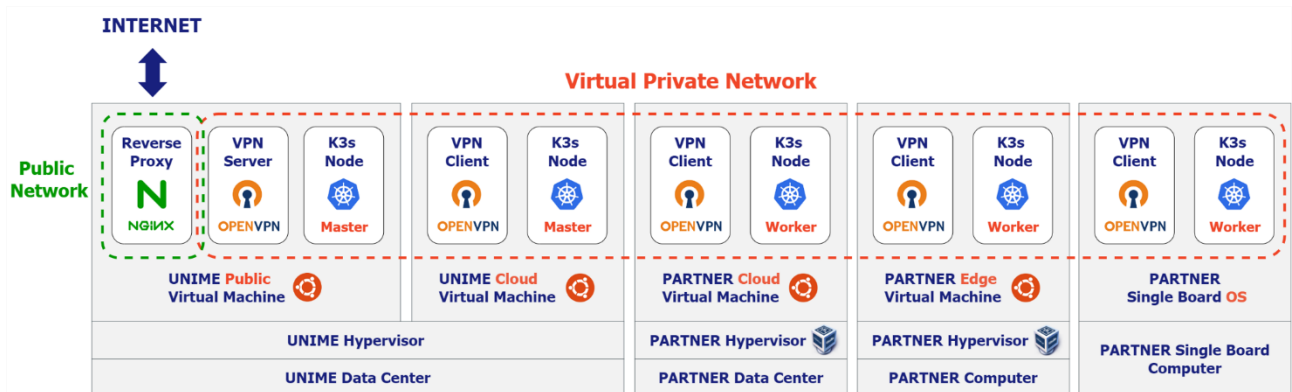 INTERNET
Virtual Private Network
Public
Network
Reverse
Proxy
NGINX
VPN
Server
OPENVPN
K3s
Node
Master
VPN
Client
OPENVPN
K3s
Node
Master
VPN
Client
OPENVPN
K3s
Node
Worker
VPN
Client
OPENVPN
K3s
Node
Worker
VPN
Client
OPENVPN
K3s
Node
Worker
UNIME Public
Virtual Machine
UNIME Cloud
Virtual Machine
PARTNER Cloud
Virtual Machine
PARTNER Edge
Virtual Machine
PARTNER
Single Board OS
UNIME Hypervisor
PARTNER Hypervisor
PARTNER Hypervisor
PARTNER Single Board
Computer
UNIME Data Center
PARTNER Data Center
PARTNER Computer